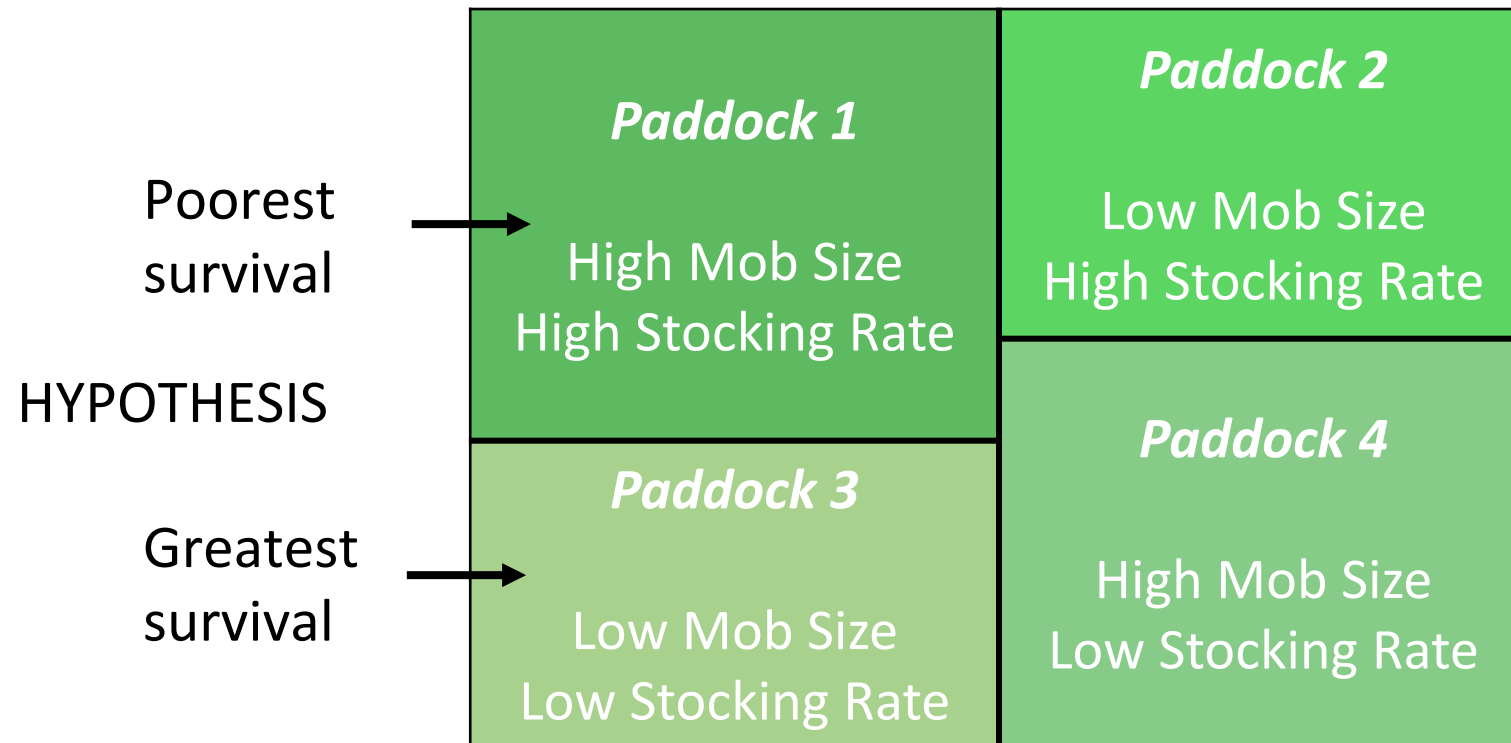 Poorest
survival
HYPOTHESIS
Greatest
survival
Paddock 1
High Mob Size
High Stocking Rate
Paddock 2
Low Mob Size
High Stocking Rate
Paddock 3
Low Mob Size
Low Stocking Rate
Paddock 4
High Mob Size
Low Stocking Rate